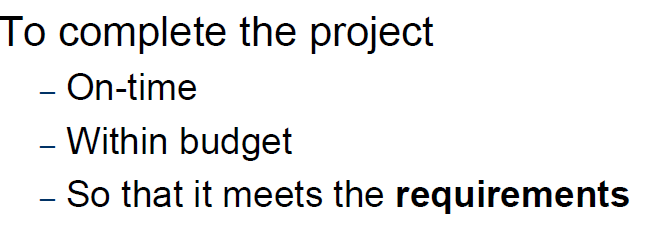 To complete the project
– On-time
– Within budget
– So that it meets the requirements